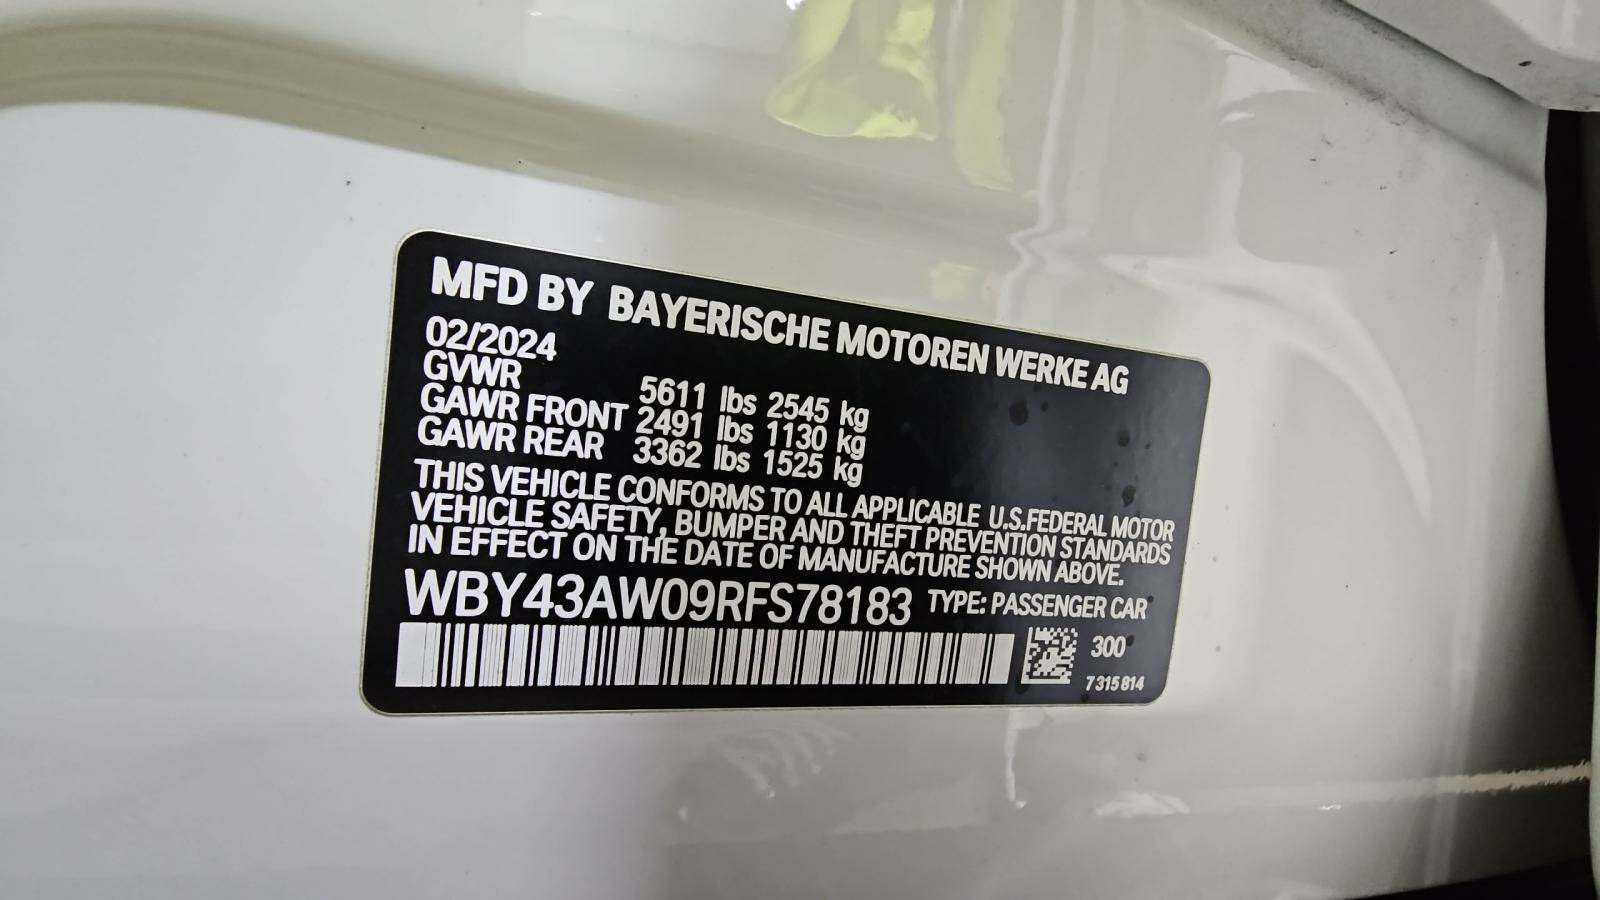 MFD BY BAYERISCHE MOTOREN WERKE AG
02/2024
GVWR 5611 lbs 2545 kg
GAWR FRONT 2491 lbs 1130 kg
GAWR REAR 3362 lbs 1525 kg
THIS VEHICLE CONFORMS TO ALL APPLICABLE U.S.FEDERAL MOTOR
VEHICLE SAFETY, BUMPER AND THEFT PREVENTION STANDARDS
IN EFFECT ON THE DATE OF MANUFACTURE SHOWN ABOVE.
WBY43AW09RFS78183 TYPE: PASSENGER CAR
300
7315814